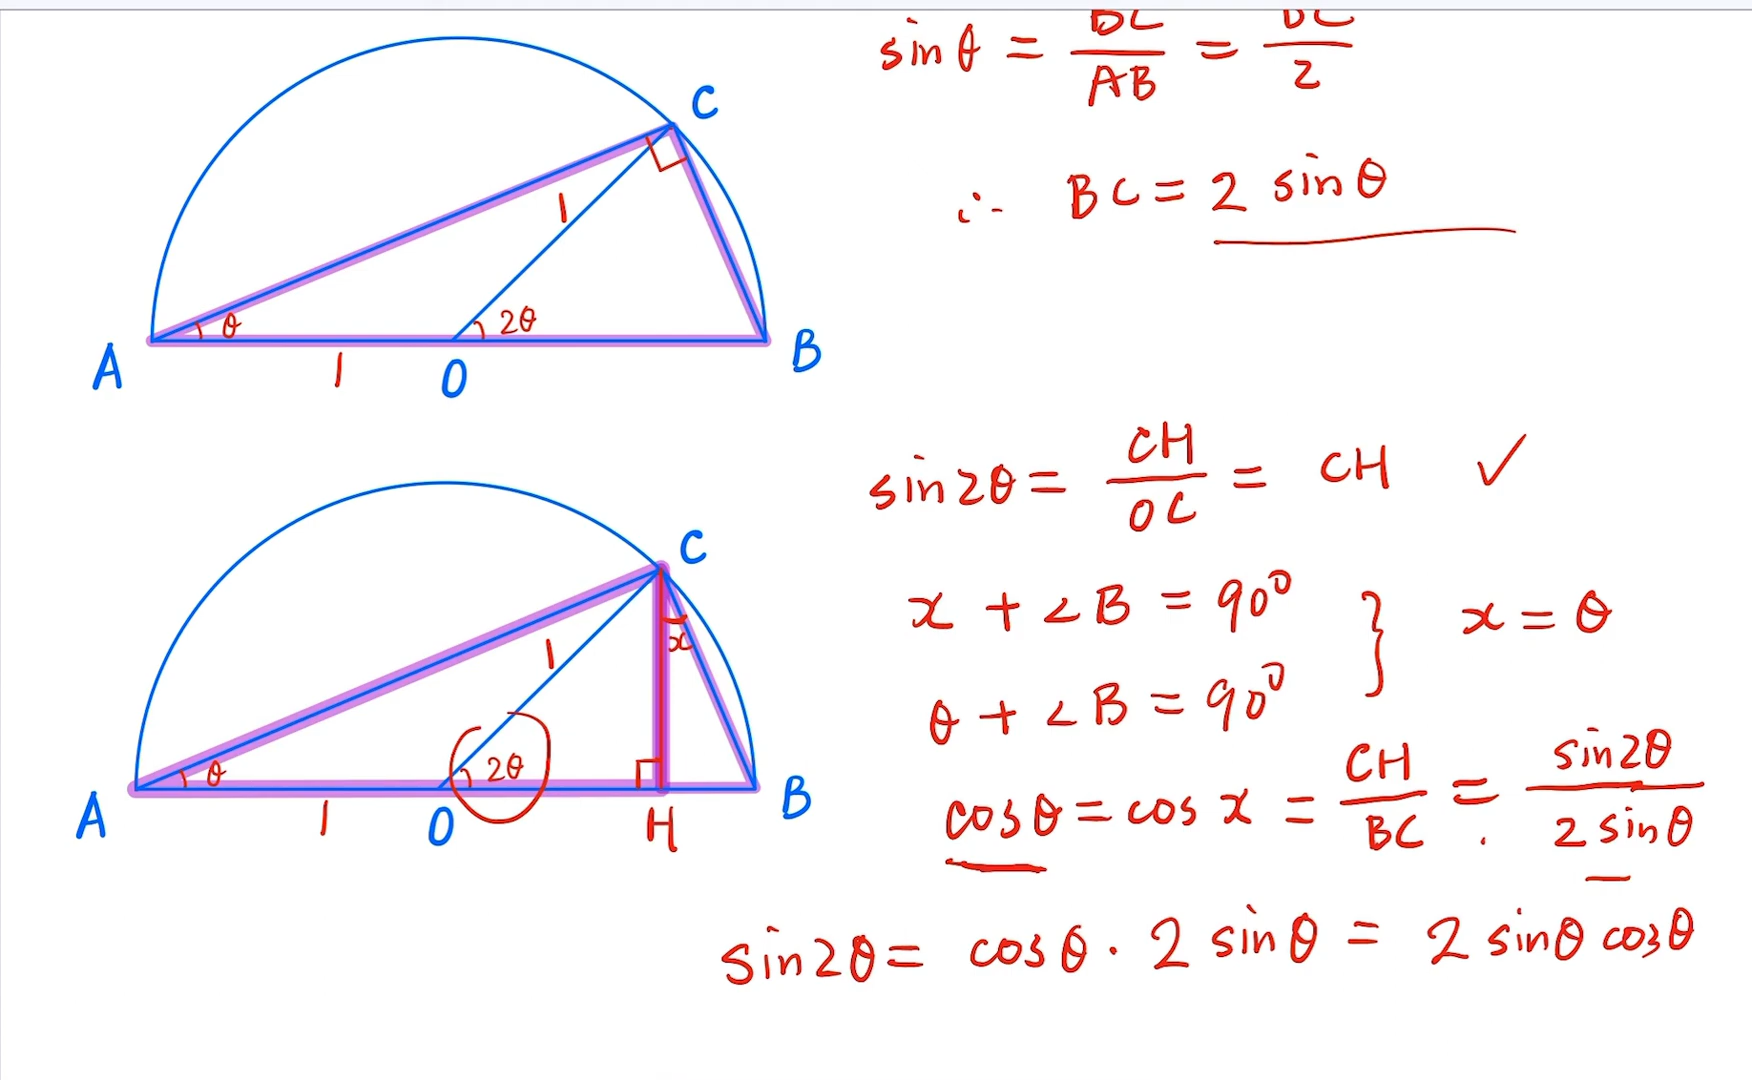 sin θ = BC/AB = BC/2
∴ BC = 2 sin θ
C
1
θ
2θ
A
1
O
B
sin 2θ = CH/OC = CH ✓
x + ∠B = 90°
θ + ∠B = 90°
} x = θ
cos θ = cos x = CH/BC = sin 2θ/2 sin θ
sin 2θ = cos θ · 2 sin θ = 2 sin θ cos θ
C
x
1
θ
2θ
A
1
O
H
B